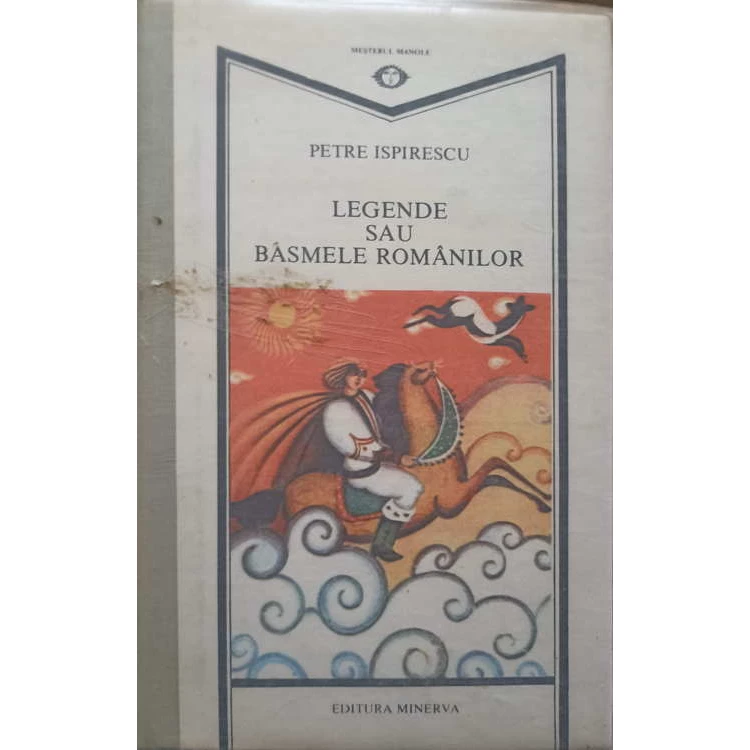 MEȘTERUL MANOLE
PETRE ISPIRESCU
LEGENDE
SAU
BASMELE ROMÂNILOR
EDITURA MINERVA